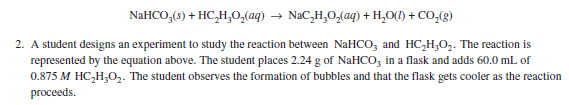 NaHCO₃(s) + HC₂H₃O₂(aq) → NaC₂H₃O₂(aq) + H₂O(l) + CO₂(g)
2. A student designs an experiment to study the reaction between NaHCO₃ and HC₂H₃O₂. The reaction is
represented by the equation above. The student places 2.24 g of NaHCO₃ in a flask and adds 60.0 mL of
0.875 M HC₂H₃O₂. The student observes the formation of bubbles and that the flask gets cooler as the reaction
proceeds.